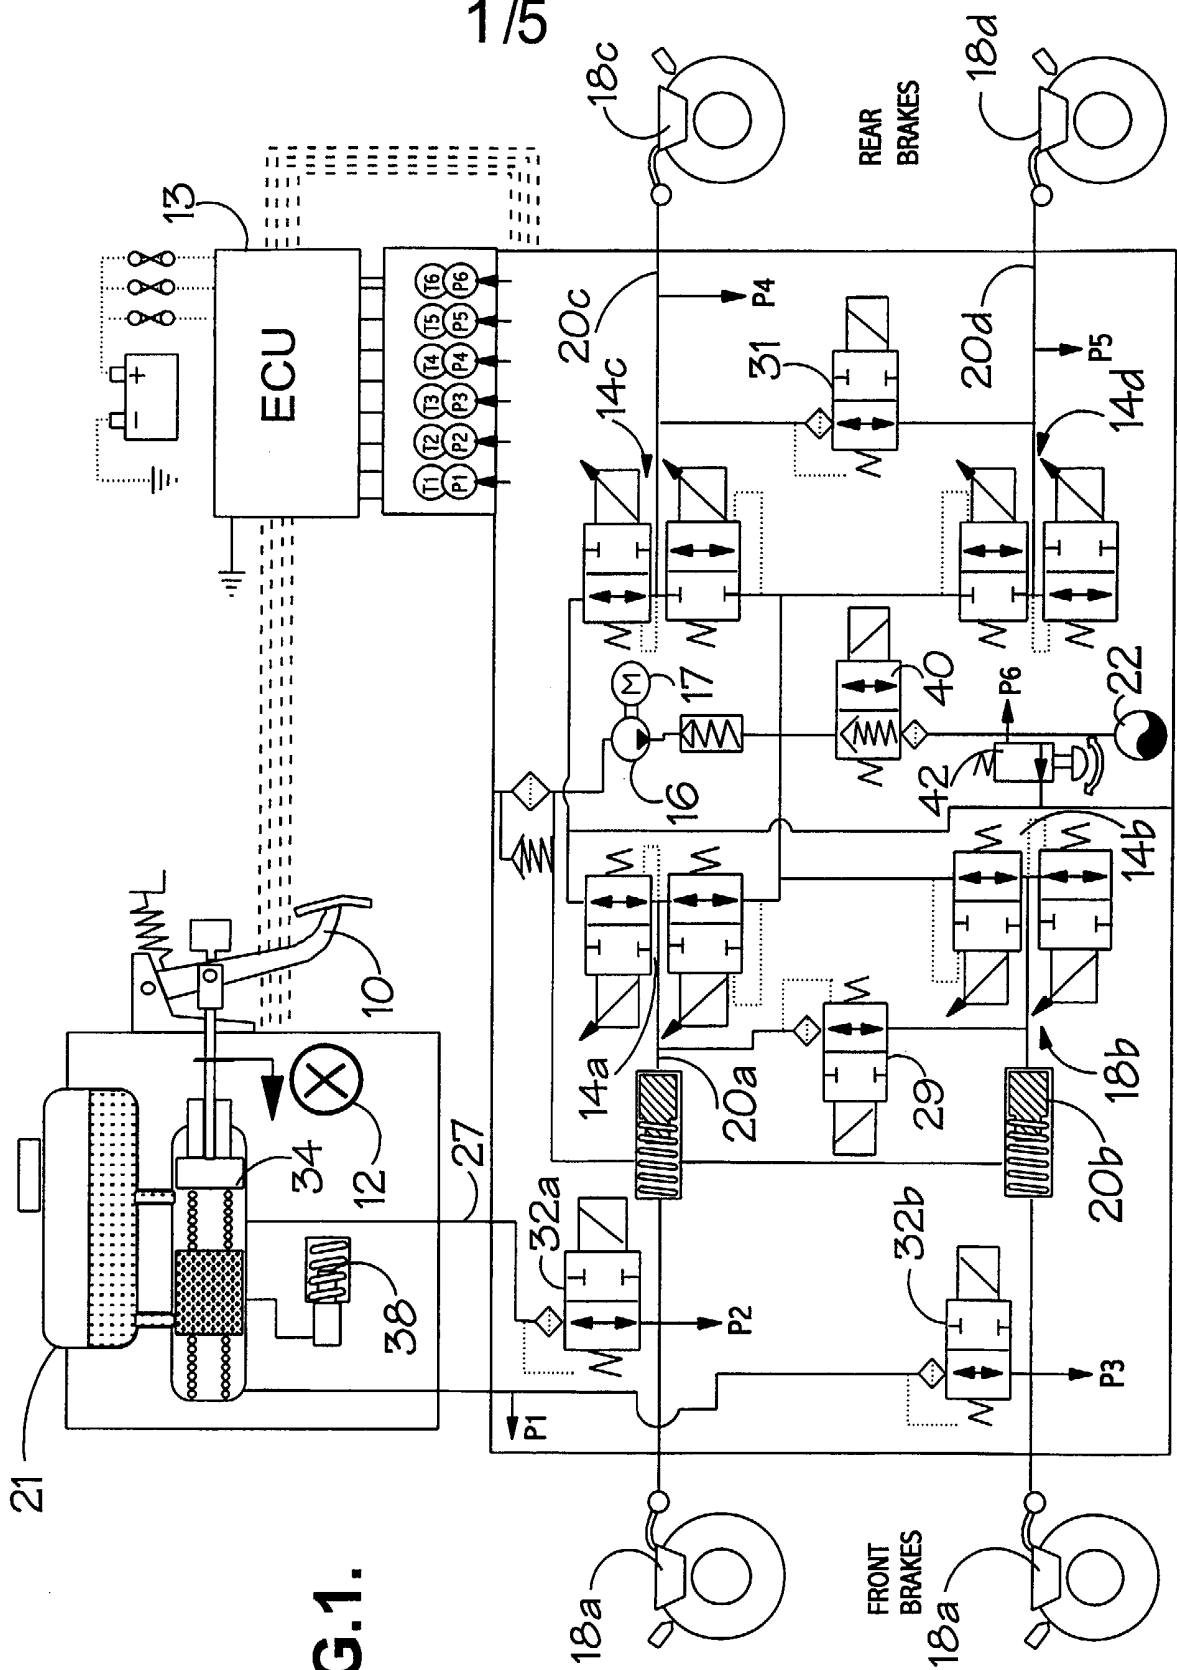 1/5
18c
18d
REAR
BRAKES
13
ECU
T1 T2 T3 T4 T5 T6
P1 P2 P3 P4 P5 P6
20c
P4
20d
P5
31
14c
14d
M
17
16
40
P6
42
22
10
14a
14b
12
34
27
20a
29
18b
20b
38
32a
32b
P2
P3
P1
21
G.1.
18a
FRONT
BRAKES
18a